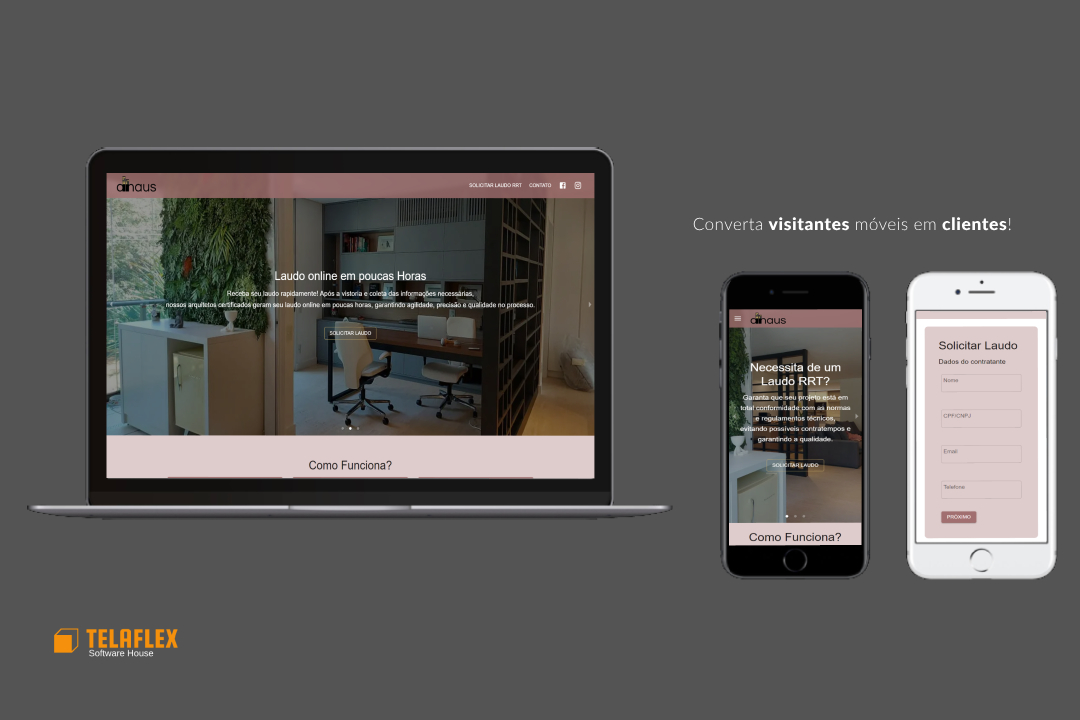 ahaus
SOLICITAR LAUDO RRT CONTATO
Laudo online em poucas Horas
Receba seu laudo rapidamente! Após a vistoria e coleta das informações necessárias,
nossos arquitetos certificados geram seu laudo online em poucas horas, garantindo agilidade, precisão e qualidade no processo.
SOLICITAR LAUDO
Como Funciona?
Converta visitantes móveis em clientes!
ahaus
Necessita de um
Laudo RRT?
Garanta que seu projeto está em
total conformidade com as normas
e regulamentos técnicos,
evitando possíveis contratempos e
garantindo a qualidade.
SOLICITAR LAUDO
Como Funciona?
Solicitar Laudo
Dados do contratante
Nome
CPF/CNPJ
Email
Telefone
PRÓXIMO
TELAFLEX
Software House